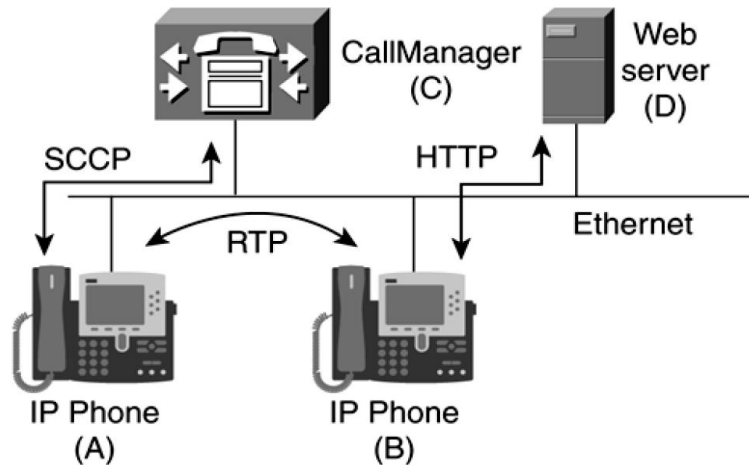 CallManager
(C)
Web
server
(D)
SCCP
HTTP
Ethernet
RTP
IP Phone
(A)
IP Phone
(B)